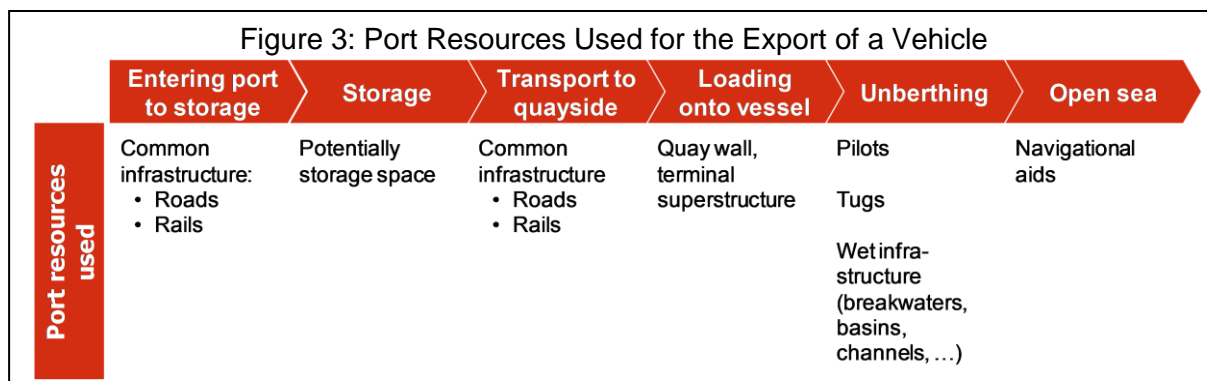 Figure 3: Port Resources Used for the Export of a Vehicle
Entering port
to storage
Storage
Transport to
quayside
Loading
onto vessel
Unberthing
Open sea
Port resources
used
Common
infrastructure:
• Roads
• Rails
Potentially
storage space
Common
infrastructure
• Roads
• Rails
Quay wall,
terminal
superstructure
Pilots
Tugs
Wet infra-
structure
(breakwaters,
basins,
channels, …)
Navigational
aids